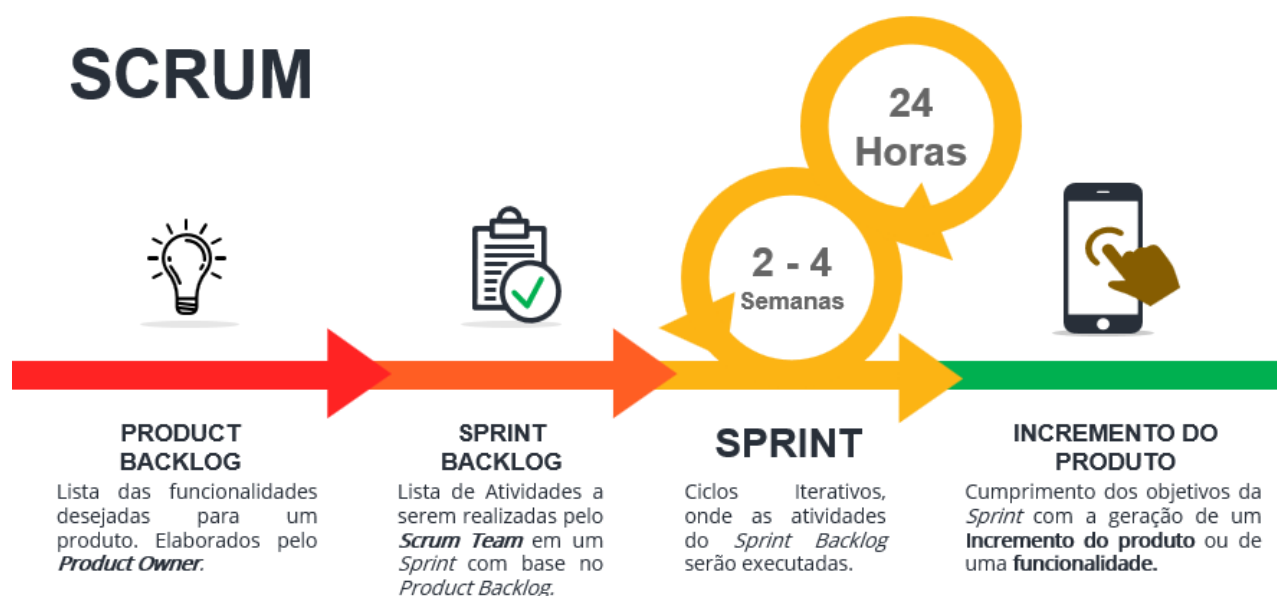 SCRUM
24
Horas
2 - 4
Semanas
PRODUCT
BACKLOG
Lista das funcionalidades
desejadas para um
produto. Elaborados pelo
Product Owner.
SPRINT
BACKLOG
Lista de Atividades a
serem realizadas pelo
Scrum Team em um
Sprint com base no
Product Backlog.
SPRINT
Ciclos Iterativos,
onde as atividades
do Sprint Backlog
serão executadas.
INCREMENTO DO
PRODUTO
Cumprimento dos objetivos da
Sprint com a geração de um
Incremento do produto ou de
uma funcionalidade.